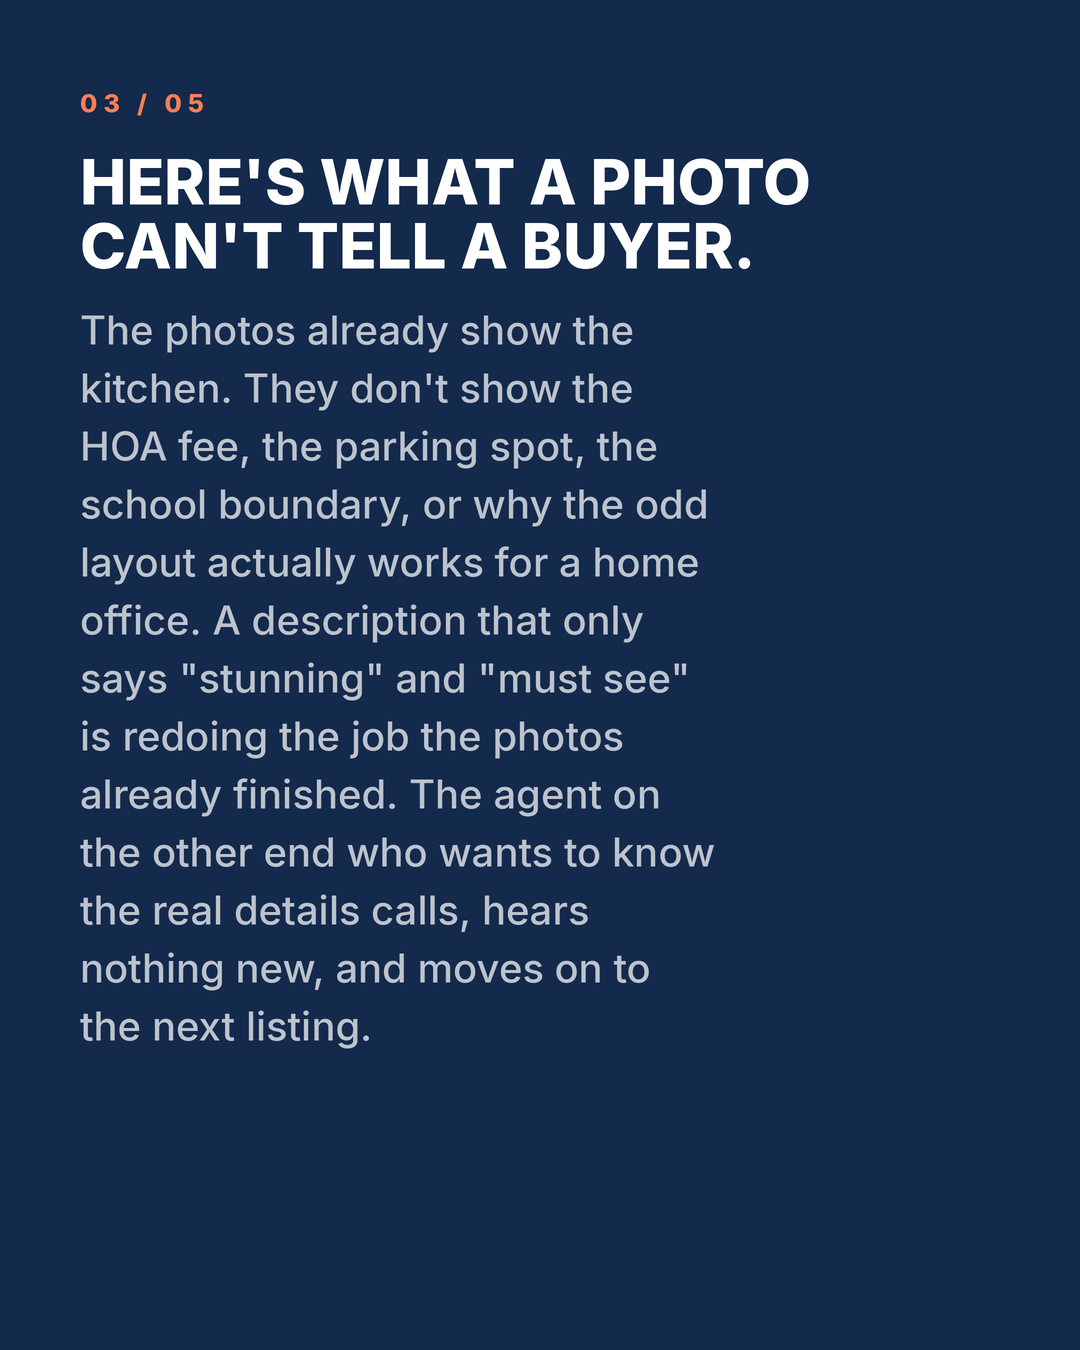 03 / 05
HERE'S WHAT A PHOTO
CAN'T TELL A BUYER.
The photos already show the
kitchen. They don't show the
HOA fee, the parking spot, the
school boundary, or why the odd
layout actually works for a home
office. A description that only
says "stunning" and "must see"
is redoing the job the photos
already finished. The agent on
the other end who wants to know
the real details calls, hears
nothing new, and moves on to
the next listing.